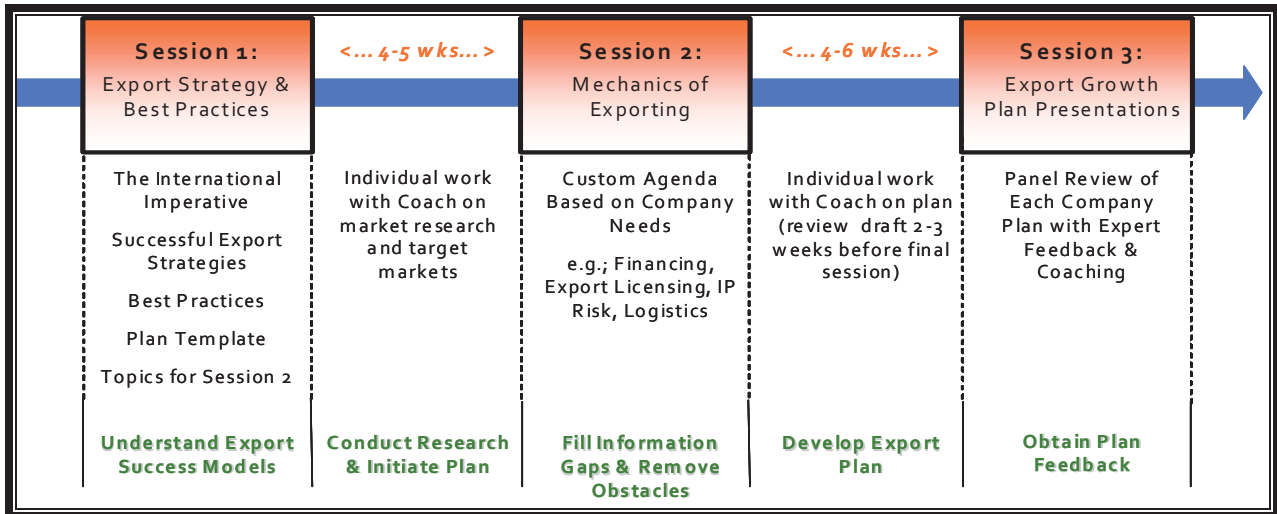 Session 1:
Export Strategy &
Best Practices
<... 4-5 wks... >
Session 2:
Mechanics of
Exporting
<... 4-6 wks... >
Session 3:
Export Growth
Plan Presentations
The International
Imperative
Successful Export
Strategies
Best Practices
Plan Template
Topics for Session 2
Individual work
with Coach on
market research
and target
markets
Custom Agenda
Based on Company
Needs
e.g.; Financing,
Export Licensing, IP
Risk, Logistics
Individual work
with Coach on plan
(review draft 2-3
weeks before final
session)
Panel Review of
Each Company
Plan with Expert
Feedback &
Coaching
Understand Export
Success Models
Conduct Research
& Initiate Plan
Fill Information
Gaps & Remove
Obstacles
Develop Export
Plan
Obtain Plan
Feedback